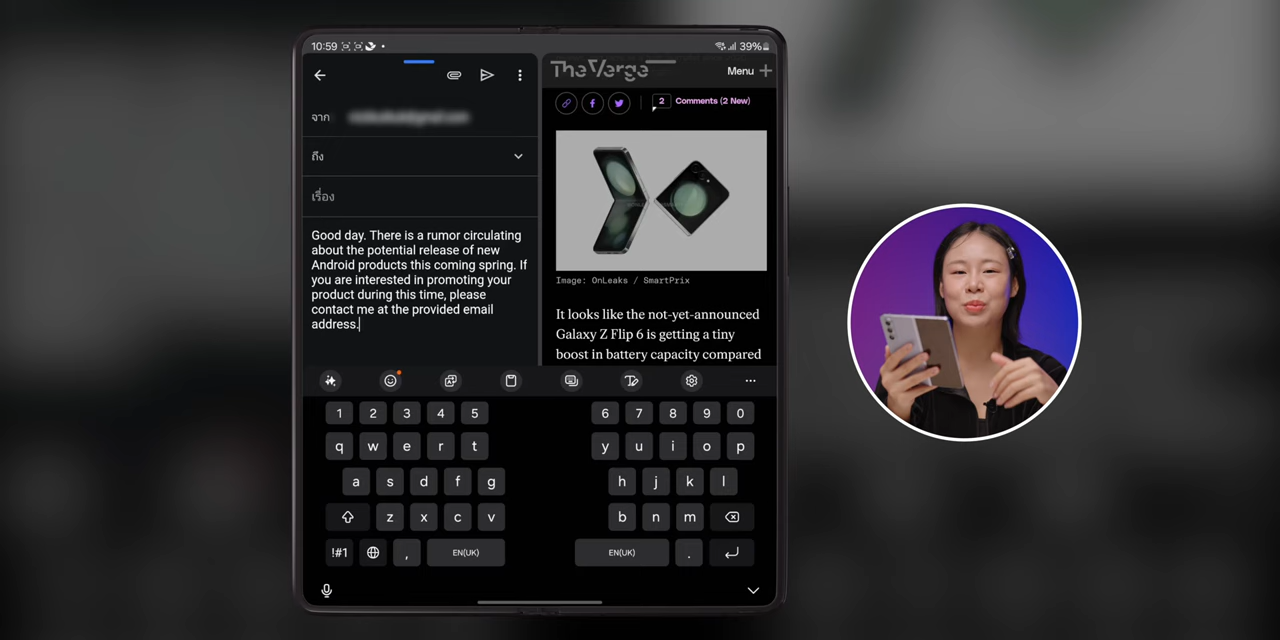 10:59
39%
จาก
ถึง
เรื่อง
Good day. There is a rumor circulating
about the potential release of new
Android products this coming spring. If
you are interested in promoting your
product during this time, please
contact me at the provided email
address.
The Verge
Menu
2 Comments (2 New)
Image: OnLeaks / SmartPrix
It looks like the not-yet-announced
Galaxy Z Flip 6 is getting a tiny
boost in battery capacity compared
1 2 3 4 5 6 7 8 9 0
q w e r t y u i o p
a s d f g h j k l
z x c v b n m
!#1 , EN(UK) EN(UK) .